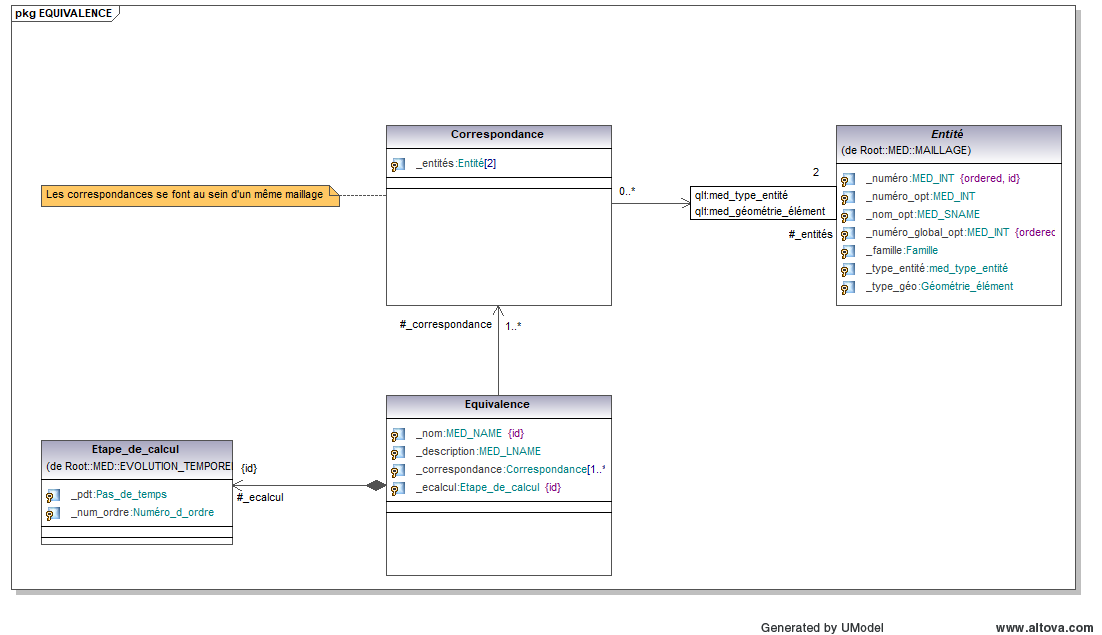 pkg EQUIVALENCE
Correspondance
_entités:Entité[2]
Entité
(de Root::MED::MAILLAGE)
_numéro:MED_INT {ordered, id}
_numéro_opt:MED_INT
_nom_opt:MED_SNAME
_numéro_global_opt:MED_INT {ordered
_famille:Famille
_type_entité:med_type_entité
_type_géo:Géométrie_élément
Les correspondances se font au sein d'un même maillage
0..*
2
qlf:med_type_entité
qlf:med_géométrie_élément
#_entités
#_correspondance
1..*
Equivalence
_nom:MED_NAME {id}
_description:MED_LNAME
_correspondance:Correspondance[1..*
_ecalcul:Etape_de_calcul {id}
Etape_de_calcul
(de Root::MED::EVOLUTION_TEMPORE
_pdt:Pas_de_temps
_num_ordre:Numéro_d_ordre
{id}
#_ecalcul
Generated by UModel
www.altova.com